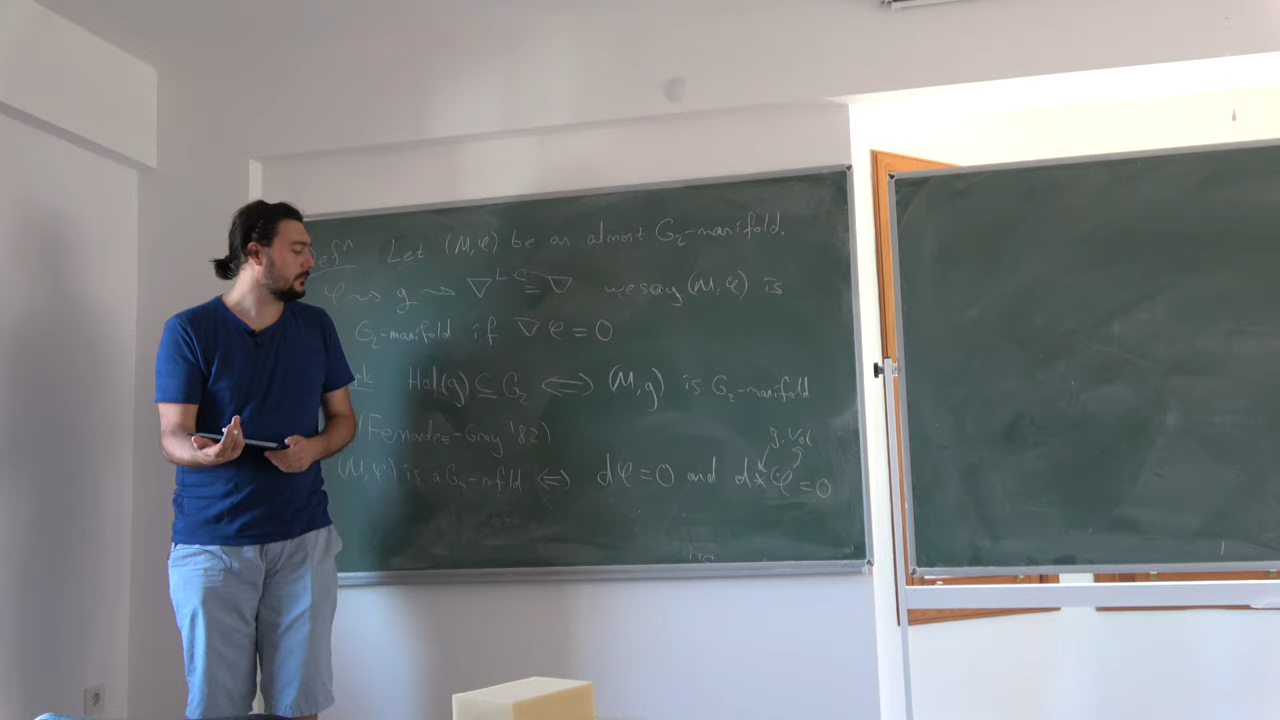 Defⁿ Let (M,φ) be an almost G₂-manifold.
φ ⇝ g ⇝ ∇ᴸᶜ = ∇ we say (M,φ) is
G₂-manifold if ∇φ=0
Hol(g) ⊆ G₂ ⟺ (M,g) is G₂-manifold
(Fernandez-Gray '82)
g, vol
(M,φ) is a G₂-mfld ⟺ dφ=0 and d*φ=0